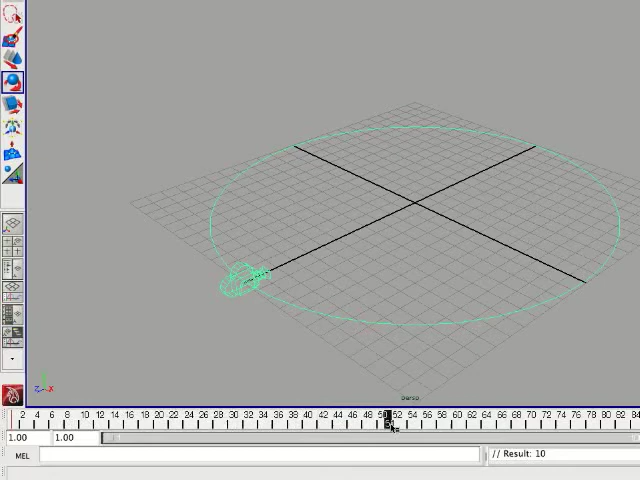 persp
2 4 6 8 10 12 14 16 18 20 22 24 26 28 30 32 34 36 38 40 42 44 46 48 50 52 54 56 58 60 62 64 66 68 70 72 74 76 78 80 82 84
1.00 1.00 1
MEL // Result: 10